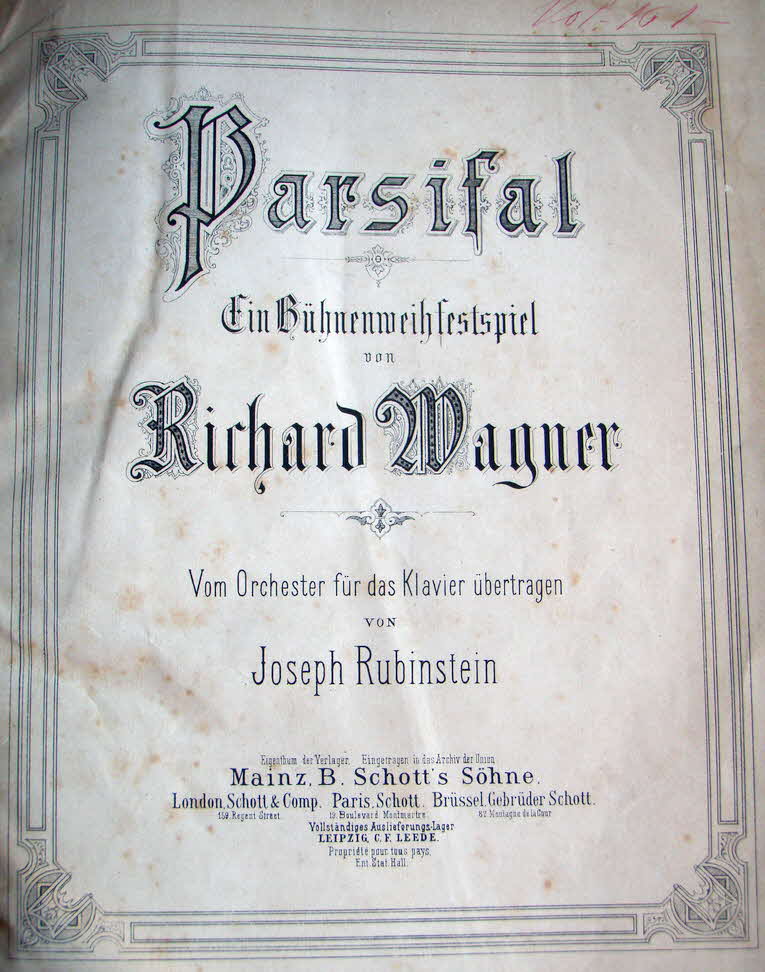 Parsifal
Ein Bühnenweihfestspiel
von
Richard Wagner
Vom Orchester für das Klavier übertragen
VON
Joseph Rubinstein
Eigenthum der Verleger. Eingetragen in das Archiv der Union.
Mainz, B. Schott's Söhne.
London, Schott & Comp. Paris, Schott. Brüssel, Gebrüder Schott.
159. Regent Street. 19. Boulevard Montmartre. 82 Montagne de la Cour
Vollständiges Auslieferungs-Lager
LEIPZIG, C. F. LEEDE.
Propriété pour tous pays.
Ent. Stat. Hall.